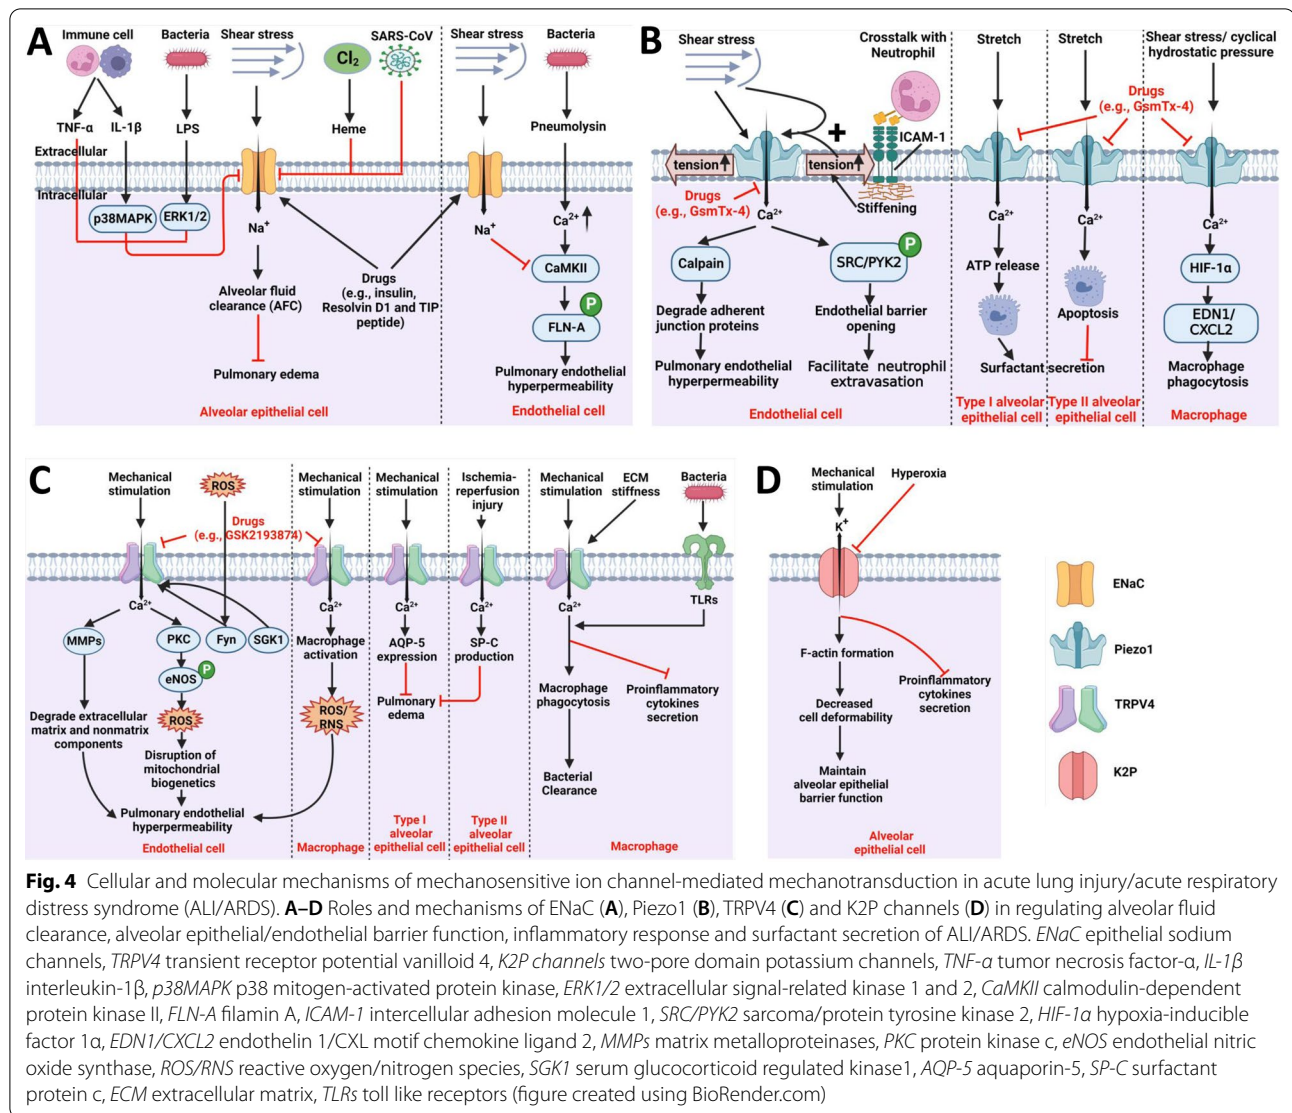 A
Immune cell
Bacteria
Shear stress
Cl2
SARS-CoV
Shear stress
Bacteria
TNF-α
IL-1β
LPS
Heme
Pneumolysin
Extracellular
Intracellular
p38MAPK
ERK1/2
Na+
Na+
Ca2+
CaMKII
P
FLN-A
Alveolar fluid
clearance (AFC)
Drugs
(e.g., insulin,
Resolvin D1 and TIP
peptide)
Pulmonary edema
Pulmonary endothelial
hyperpermeability
Alveolar epithelial cell
Endothelial cell
B
Shear stress
Crosstalk with
Neutrophil
Stretch
Stretch
Shear stress/ cyclical
hydrostatic pressure
Drugs
(e.g., GsmTx-4)
+
ICAM-1
tension
tension
Drugs
(e.g., GsmTx-4)
Stiffening
Ca2+
Ca2+
Ca2+
Ca2+
Calpain
SRC/PYK2
P
ATP release
HIF-1α
Degrade adherent
junction proteins
Endothelial barrier
opening
Apoptosis
EDN1/
CXCL2
Pulmonary endothelial
hyperpermeability
Facilitate neutrophil
extravasation
Surfactant secretion
Macrophage
phagocytosis
Endothelial cell
Type I alveolar
epithelial cell
Type II alveolar
epithelial cell
Macrophage
C
Mechanical
stimulation
ROS
Mechanical
stimulation
Mechanical
stimulation
Ischemia-
reperfusion
injury
Mechanical
stimulation
ECM
stiffness
Bacteria
Drugs
(e.g., GSK2193874)
TLRs
Ca2+
Ca2+
Ca2+
Ca2+
Ca2+
MMPs
PKC
Fyn
SGK1
eNOS
P
ROS
Macrophage
activation
AQP-5
expression
SP-C
production
ROS/
RNS
Pulmonary
edema
Macrophage
phagocytosis
Proinflammatory
cytokines
secretion
Degrade extracellular
matrix and nonmatrix
components
Disruption of
mitochondrial
biogenetics
Bacterial
Clearance
Pulmonary endothelial
hyperpermeability
Endothelial cell
Macrophage
Type I
alveolar
epithelial cell
Type II
alveolar
epithelial cell
Macrophage
D
Mechanical
stimulation
Hyperoxia
K+
F-actin formation
Proinflammatory
cytokines
secretion
Decreased
cell deformability
Maintain
alveolar epithelial
barrier function
Alveolar
epithelial cell
ENaC
Piezo1
TRPV4
K2P
Fig. 4 Cellular and molecular mechanisms of mechanosensitive ion channel-mediated mechanotransduction in acute lung injury/acute respiratory
distress syndrome (ALI/ARDS). A–D Roles and mechanisms of ENaC (A), Piezo1 (B), TRPV4 (C) and K2P channels (D) in regulating alveolar fluid
clearance, alveolar epithelial/endothelial barrier function, inflammatory response and surfactant secretion of ALI/ARDS. ENaC epithelial sodium
channels, TRPV4 transient receptor potential vanilloid 4, K2P channels two-pore domain potassium channels, TNF-α tumor necrosis factor-α, IL-1β
interleukin-1β, p38MAPK p38 mitogen-activated protein kinase, ERK1/2 extracellular signal-related kinase 1 and 2, CaMKII calmodulin-dependent
protein kinase II, FLN-A filamin A, ICAM-1 intercellular adhesion molecule 1, SRC/PYK2 sarcoma/protein tyrosine kinase 2, HIF-1α hypoxia-inducible
factor 1α, EDN1/CXCL2 endothelin 1/CXL motif chemokine ligand 2, MMPs matrix metalloproteinases, PKC protein kinase c, eNOS endothelial nitric
oxide synthase, ROS/RNS reactive oxygen/nitrogen species, SGK1 serum glucocorticoid regulated kinase1, AQP-5 aquaporin-5, SP-C surfactant
protein c, ECM extracellular matrix, TLRs toll like receptors (figure created using BioRender.com)